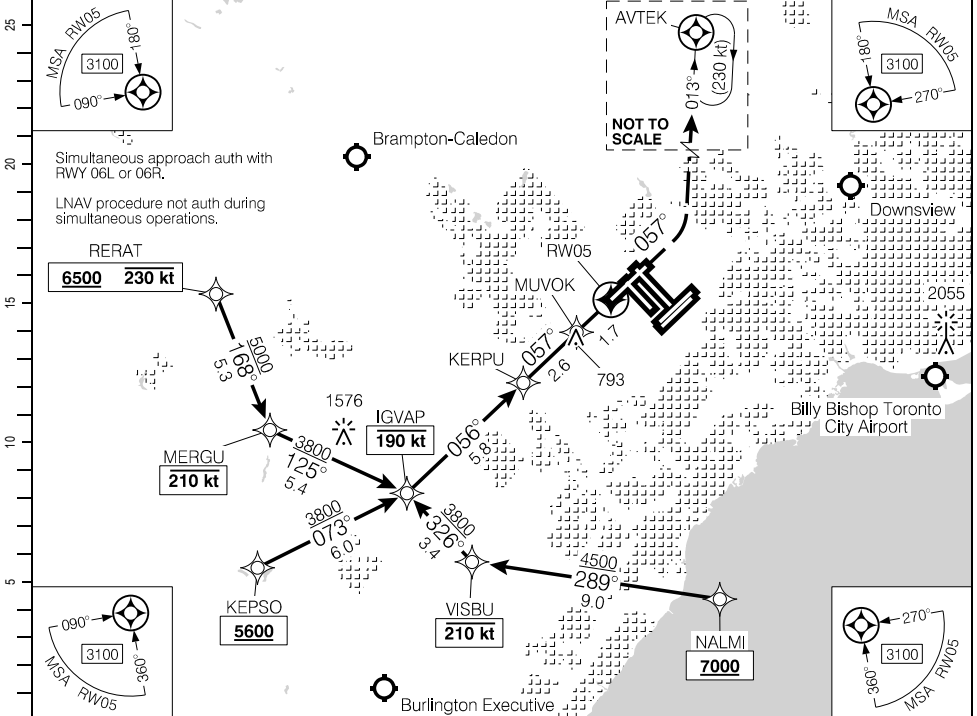 25
20
15
10
5
MSA RW05
180°
3100
090°
AVTEK
013°
(230 kt)
NOT TO
SCALE
MSA RW05
180°
3100
270°
Brampton-Caledon
Simultaneous approach auth with
RWY 06L or 06R.
LNAV procedure not auth during
simultaneous operations.
Downsview
RERAT
6500 230 kt
RW05
057°
MUVOK
2055
5000
168°
5.3
KERPU
057°
2.6
1.7
793
Billy Bishop Toronto
City Airport
1576
IGVAP
190 kt
056°
5.8
MERGU
210 kt
3800
125°
5.4
3800
073°
6.0
3800
326°
3.4
4500
289°
9.0
KEPSO
5600
VISBU
210 kt
NALMI
7000
090°
3100
360°
MSA RW05
270°
3100
360°
MSA RW05
Burlington Executive